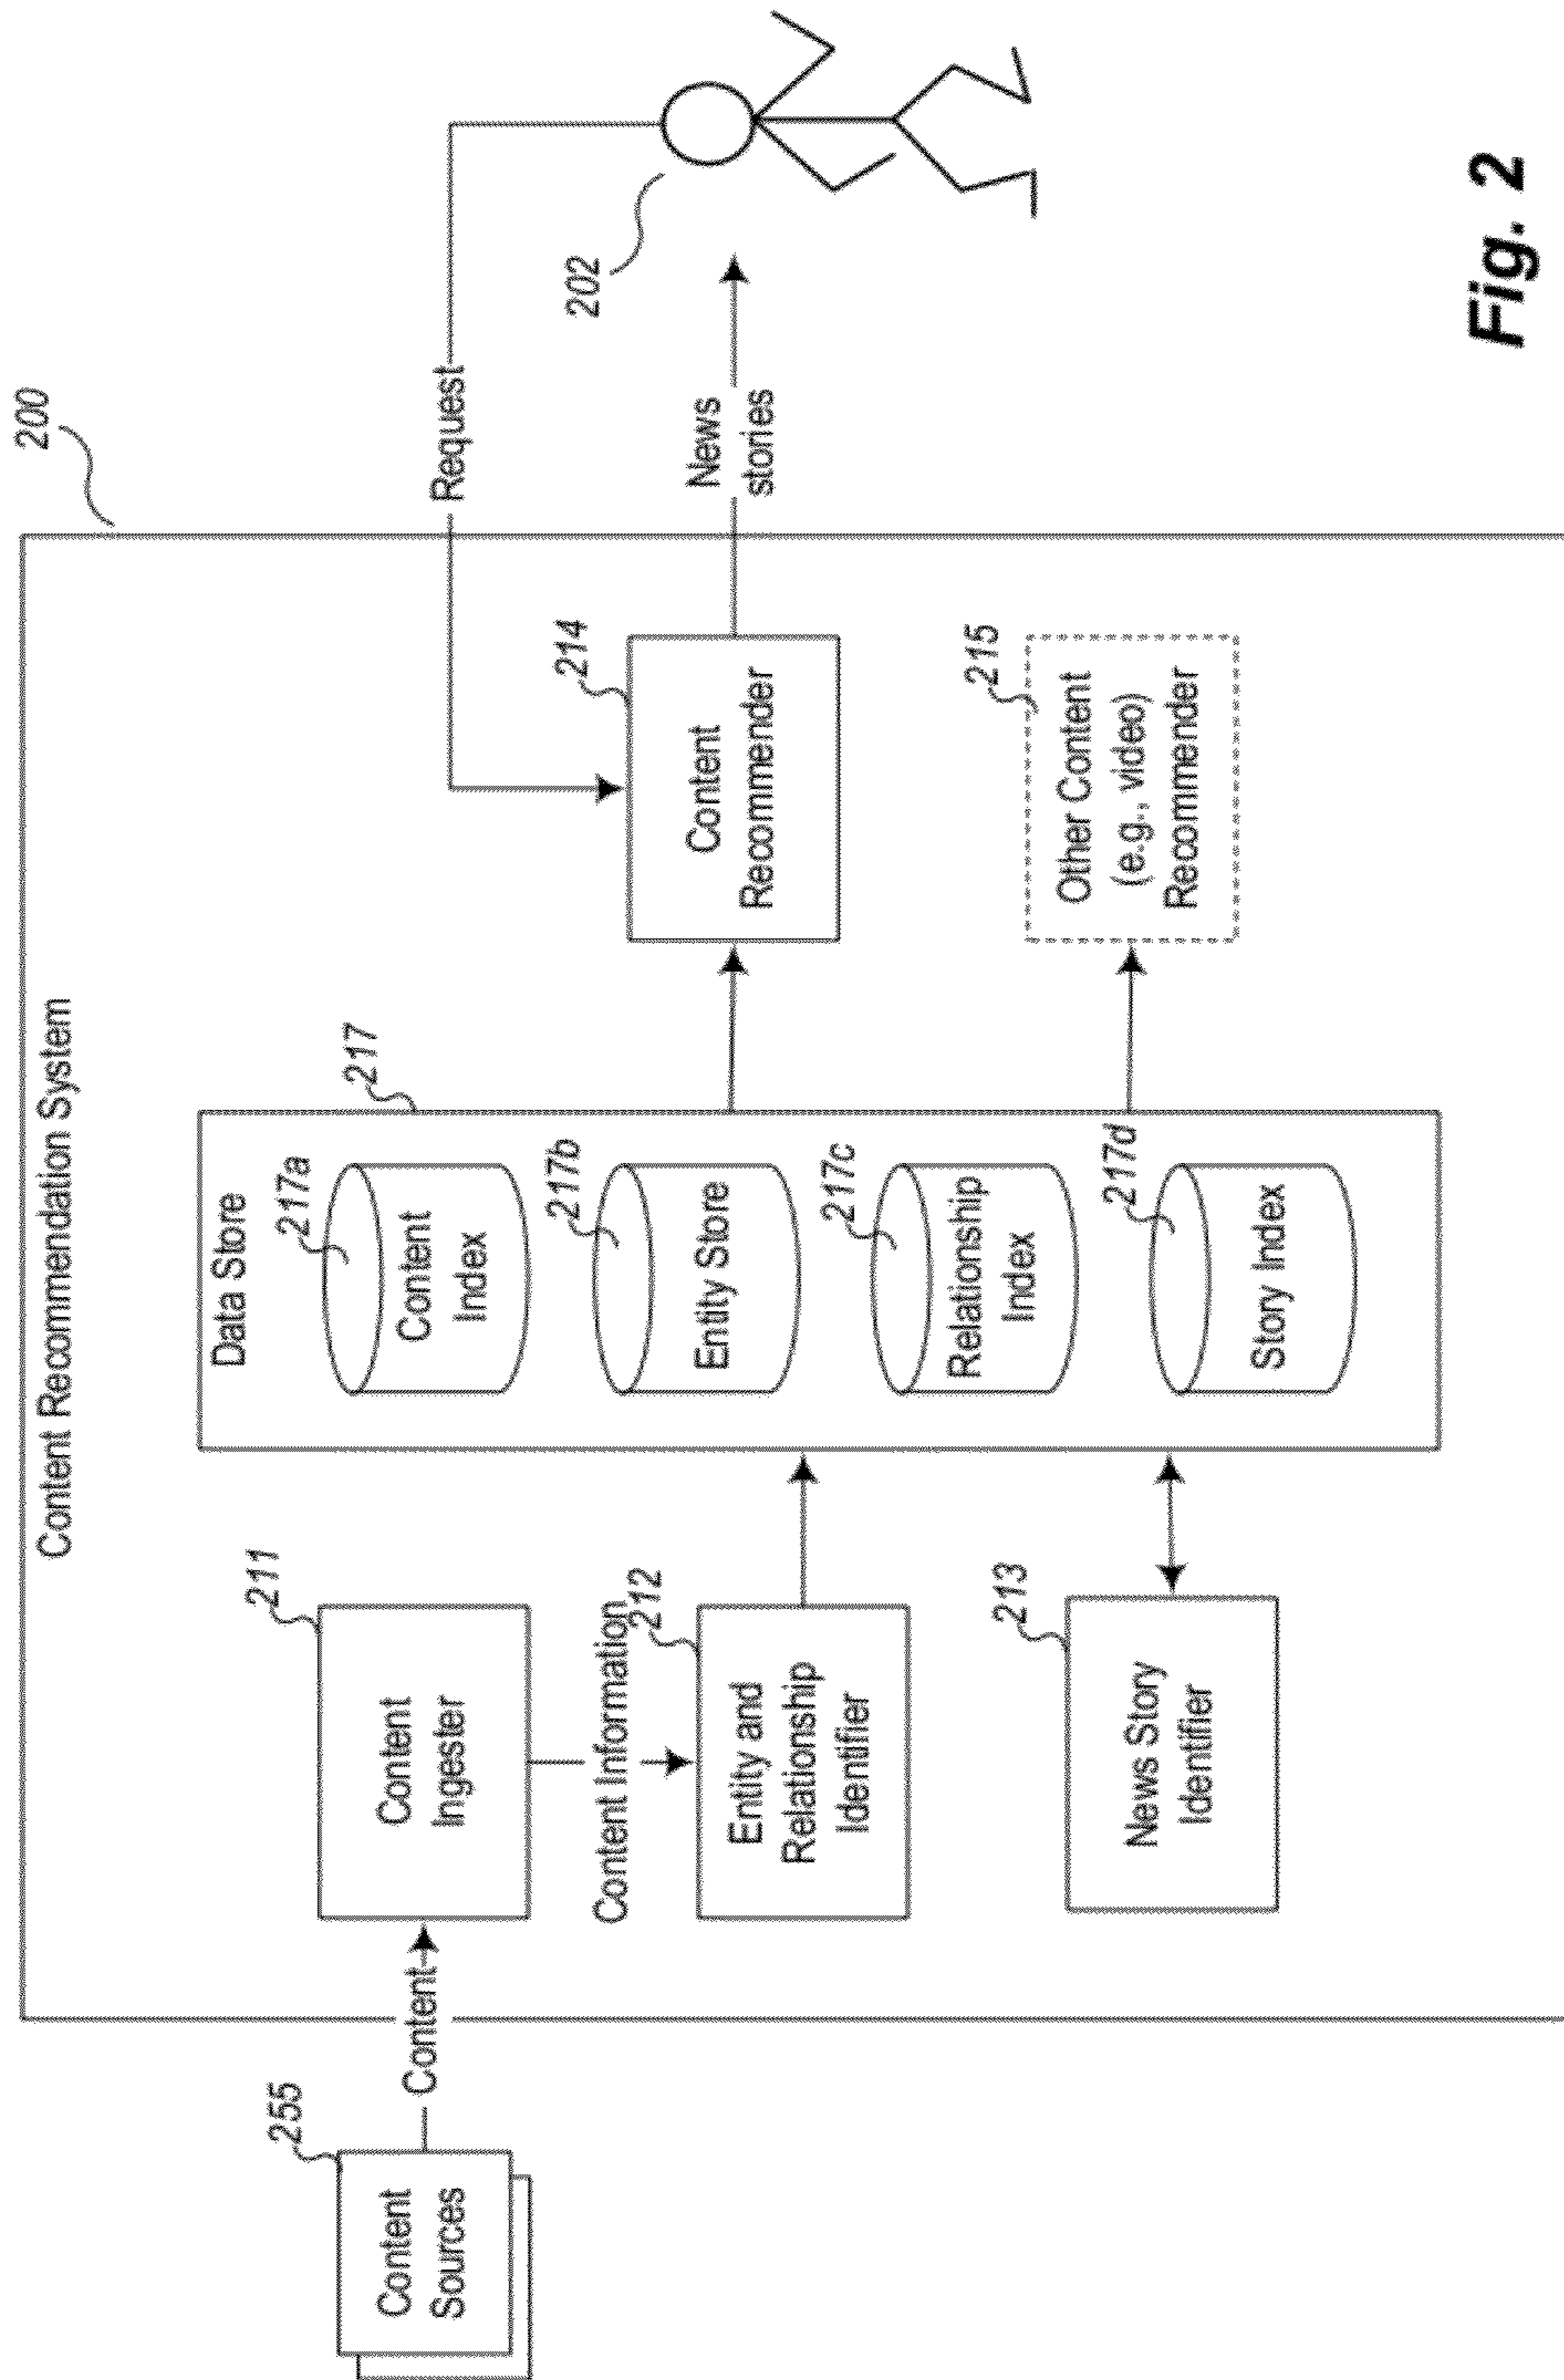 200
Content Recommendation System
Request
202
News
stories
255
Content
Sources
Content
211
Content
Ingester
Content Information
212
Entity and
Relationship
Identifier
213
News Story
Identifier
Data Store
217
217a
Content
Index
217b
Entity Store
217c
Relationship
Index
217d
Story Index
214
Content
Recommender
215
Other Content
(e.g., video)
Recommender
Fig. 2